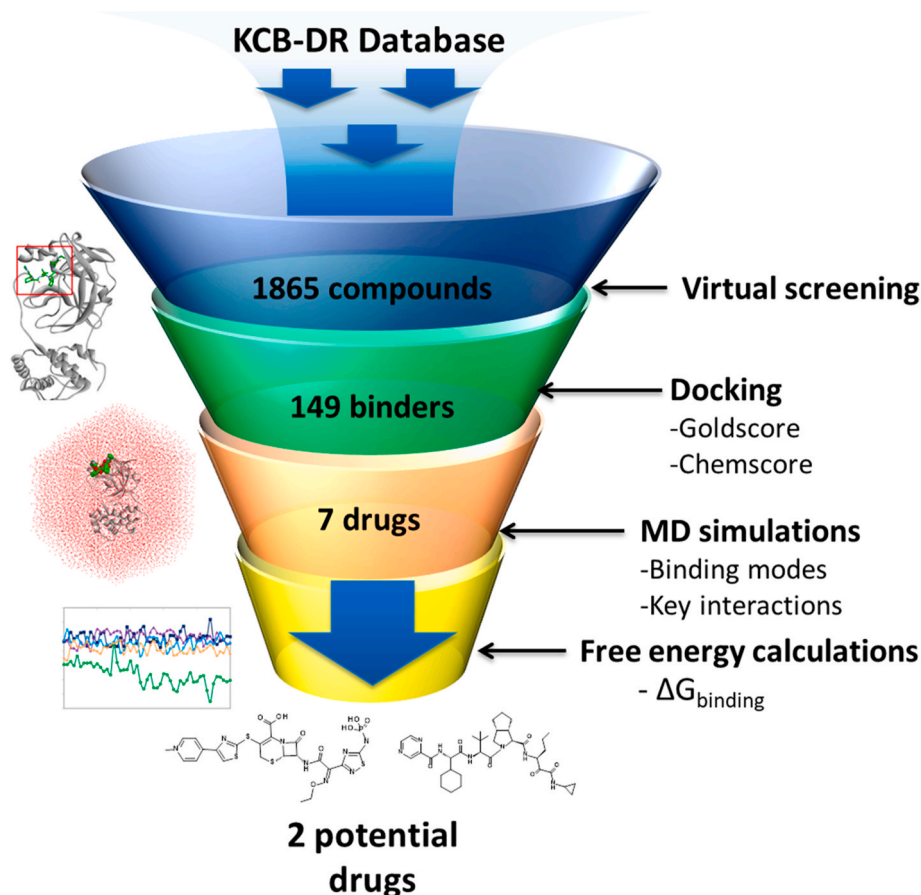 KCB-DR Database
1865 compounds
Virtual screening
149 binders
Docking
-Goldscore
-Chemscore
7 drugs
MD simulations
-Binding modes
-Key interactions
Free energy calculations
- ΔGbinding
2 potential
drugs